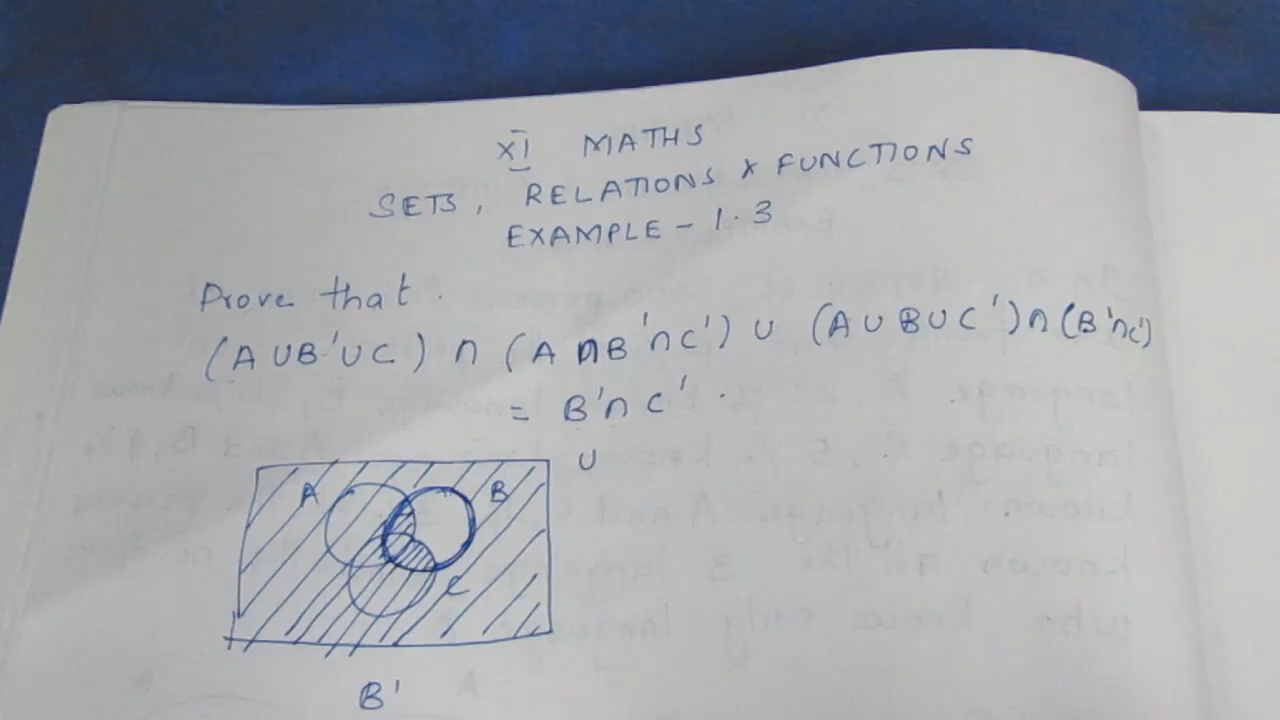 XI MATHS
SETS, RELATIONS & FUNCTIONS
EXAMPLE - 1.3
Prove that.
(A ∪ B' ∪ C) ∩ (A ∩ B' ∩ C') ∪ (A ∪ B ∪ C') ∩ (B' ∩ C')
= B' ∩ C'.
U
A B
C
B'